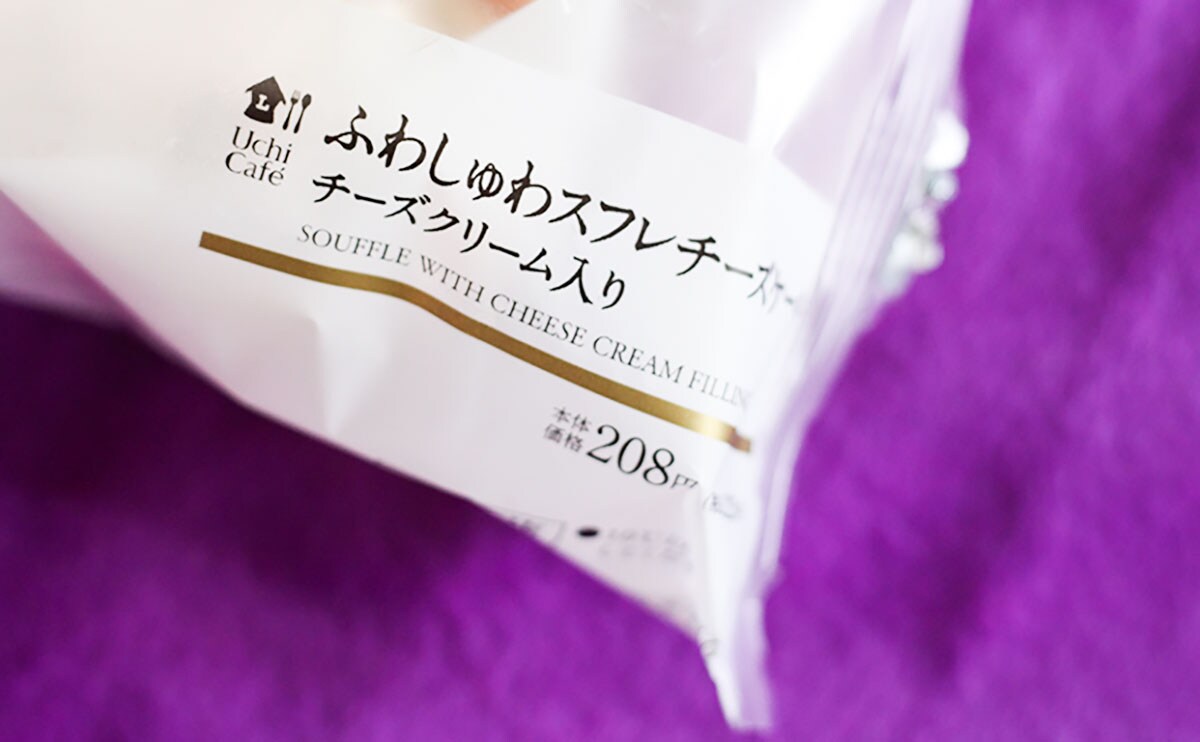 L
Uchi
Café
ふわしゅわスフレチーズケー
チーズクリーム入り
SOUFFLE WITH CHEESE CREAM FILLING
本体
価格 208円